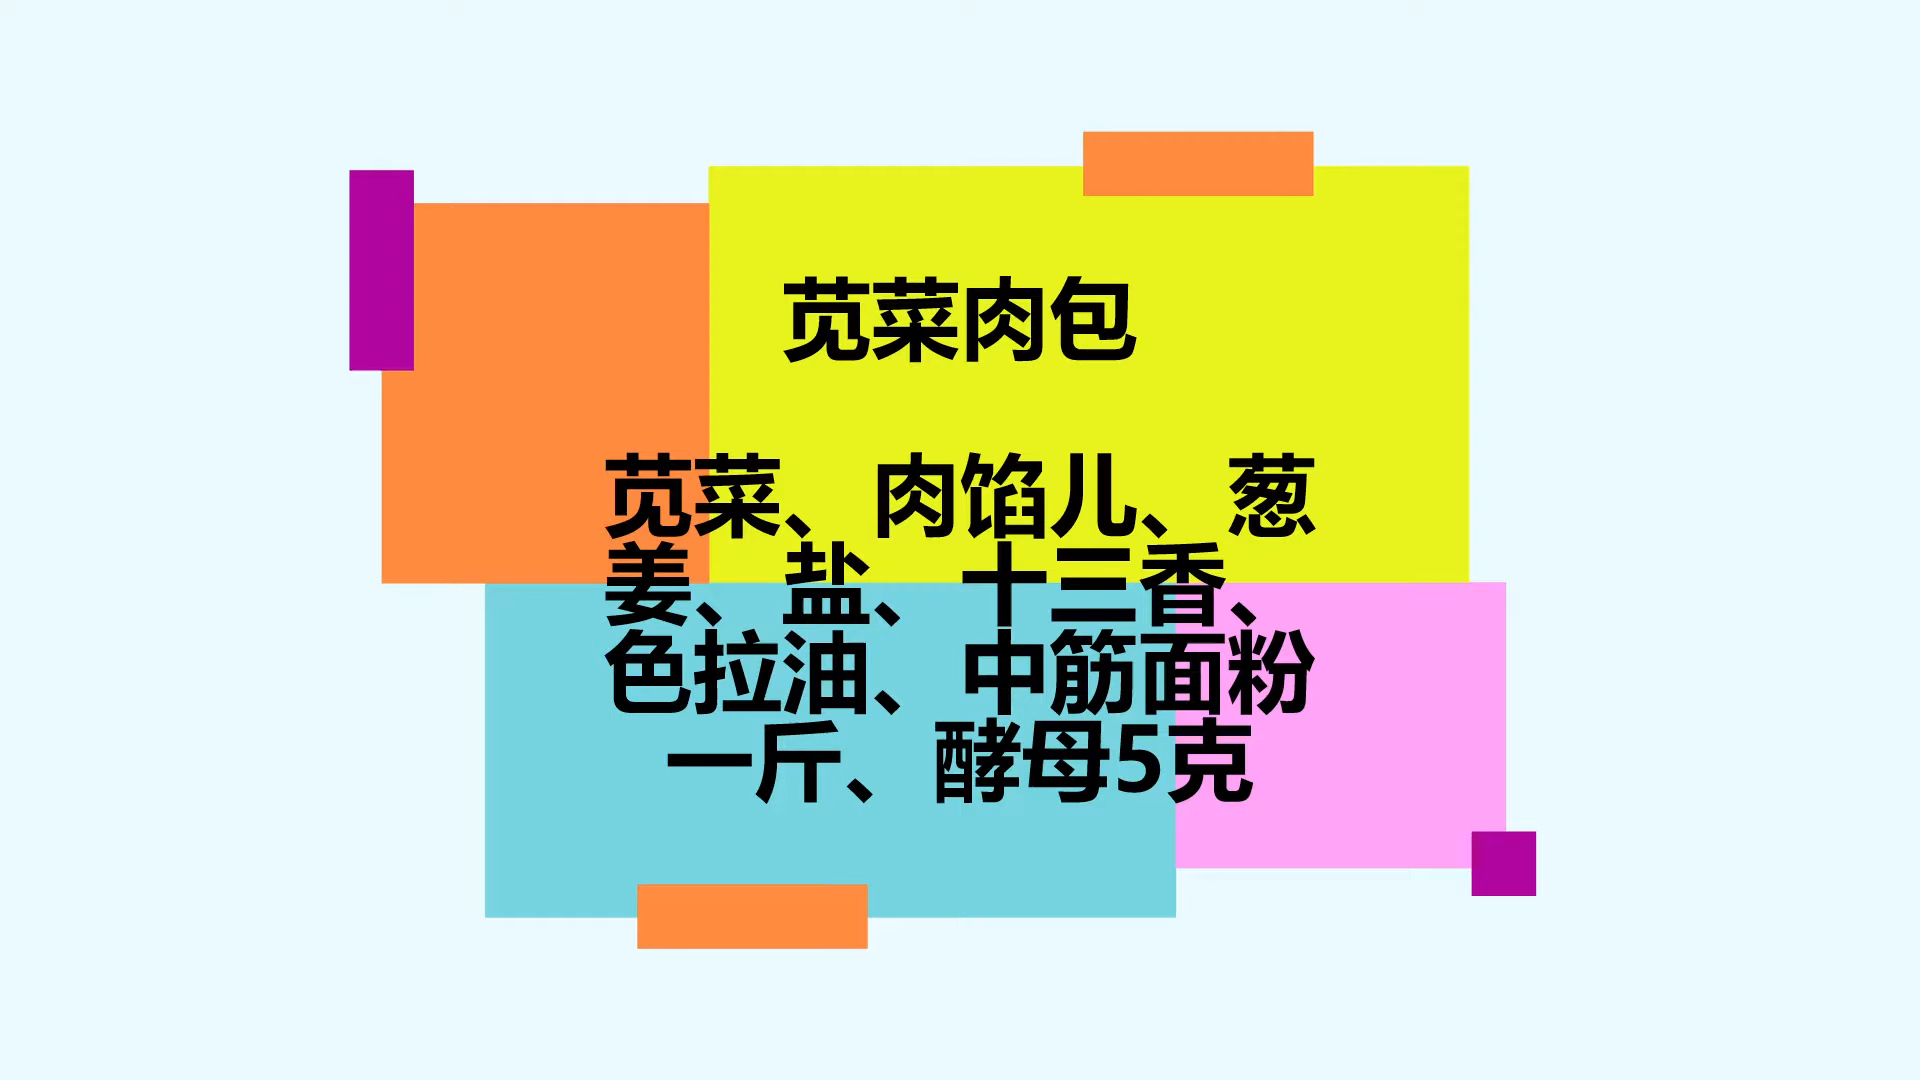 苋菜肉包
苋菜、肉馅儿、葱
姜、盐、十三香、
色拉油、中筋面粉
一斤、酵母5克